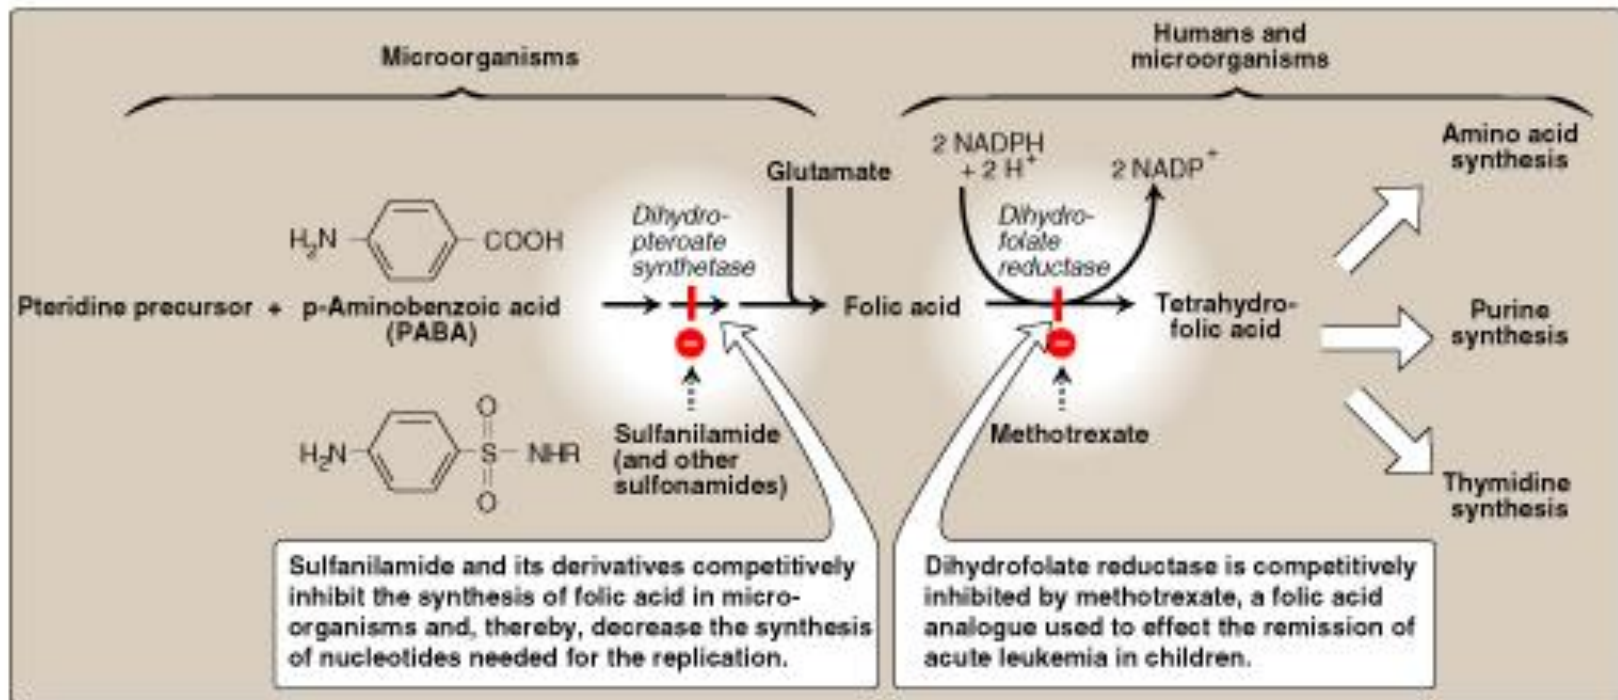 Microorganisms
Humans and
microorganisms
Glutamate
2 NADPH
+ 2 H+
2 NADP+
Amino acid
synthesis
H2N
COOH
Dihydro-
pteroate
synthetase
Dihydro-
folate
reductase
Pteridine precursor + p-Aminobenzoic acid
(PABA)
Folic acid
Tetrahydro-
folic acid
Purine
synthesis
H2N
O
S
O
NHR
Sulfanilamide
(and other
sulfonamides)
Methotrexate
Thymidine
synthesis
Sulfanilamide and its derivatives competitively
inhibit the synthesis of folic acid in micro-
organisms and, thereby, decrease the synthesis
of nucleotides needed for the replication.
Dihydrofolate reductase is competitively
inhibited by methotrexate, a folic acid
analogue used to effect the remission of
acute leukemia in children.